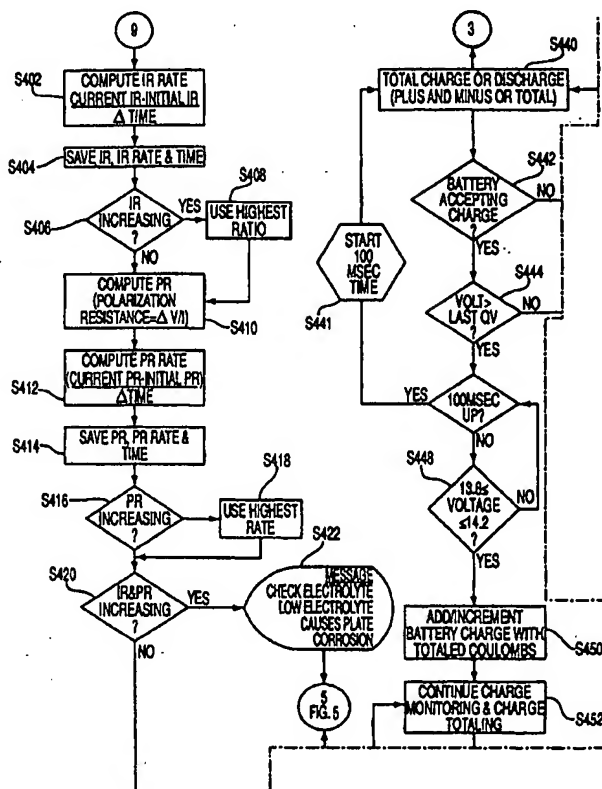 9
S402
COMPUTE IR RATE
CURRENT IR-INITIAL IR
Δ TIME
S404
SAVE IR, IR RATE & TIME
S406
IR
INCREASING
?
YES
NO
S408
USE HIGHEST
RATIO
COMPUTE PR
(POLARIZATION
RESISTANCE=Δ V/I)
S410
S412
COMPUTE PR RATE
(CURRENT PR-INITIAL PR)
ΔTIME
S414
SAVE PR, PR RATE &
TIME
S416
PR
INCREASING
?
S418
USE HIGHEST
RATE
S420
IR&PR
INCREASING
?
YES
NO
S422
MESSAGE
CHECK ELECTROLYTE
LOW ELECTROLYTE
CAUSES PLATE
CORROSION
5
FIG. 5
3
S440
TOTAL CHARGE OR DISCHARGE
(PLUS AND MINUS OR TOTAL)
S442
BATTERY
ACCEPTING
CHARGE
?
NO
YES
START
100
MSEC
TIME
S441
S444
VOLT>
LAST QV
?
NO
YES
100MSEC
UP?
YES
NO
S448
13.8≤
VOLTAGE
≤14.2
?
NO
YES
ADD/INCREMENT
BATTERY CHARGE WITH
TOTALED COULOMBS
S450
CONTINUE CHARGE
MONITORING & CHARGE
TOTALING
S452